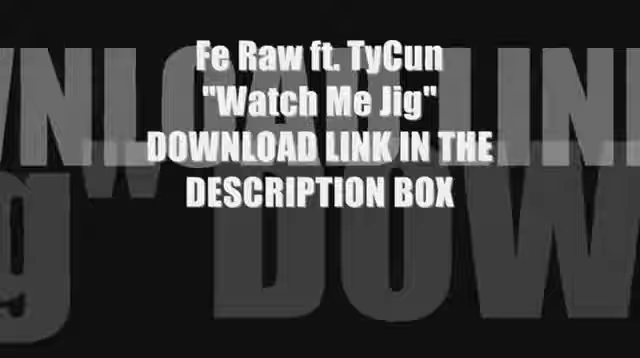 Fe Raw ft. TyCun
"Watch Me Jig"
DOWNLOAD LINK IN THE
DESCRIPTION BOX